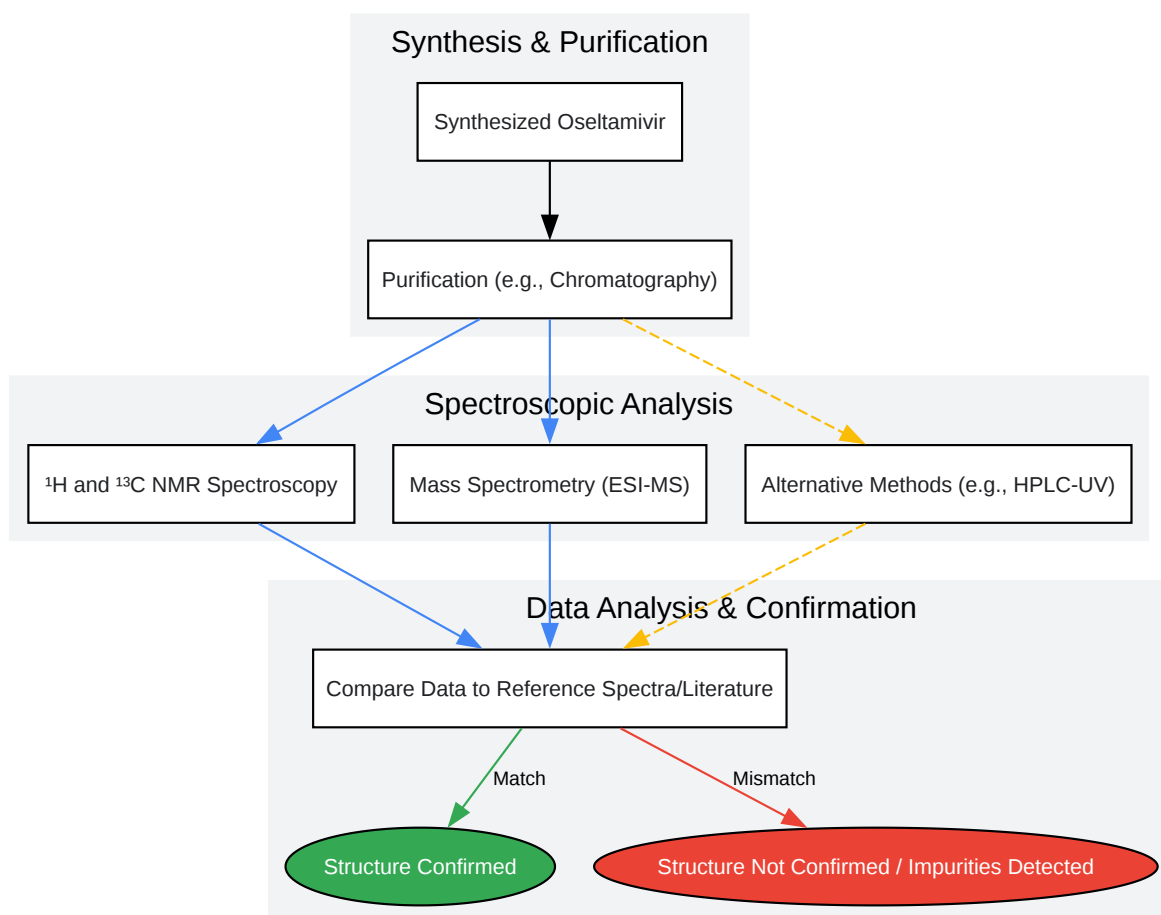 Synthesis & Purification
Synthesized Oseltamivir
Purification (e.g., Chromatography)
Spectroscopic Analysis
¹H and ¹³C NMR Spectroscopy
Mass Spectrometry (ESI-MS)
Alternative Methods (e.g., HPLC-UV)
Data Analysis & Confirmation
Compare Data to Reference Spectra/Literature
Match
Mismatch
Structure Confirmed
Structure Not Confirmed / Impurities Detected